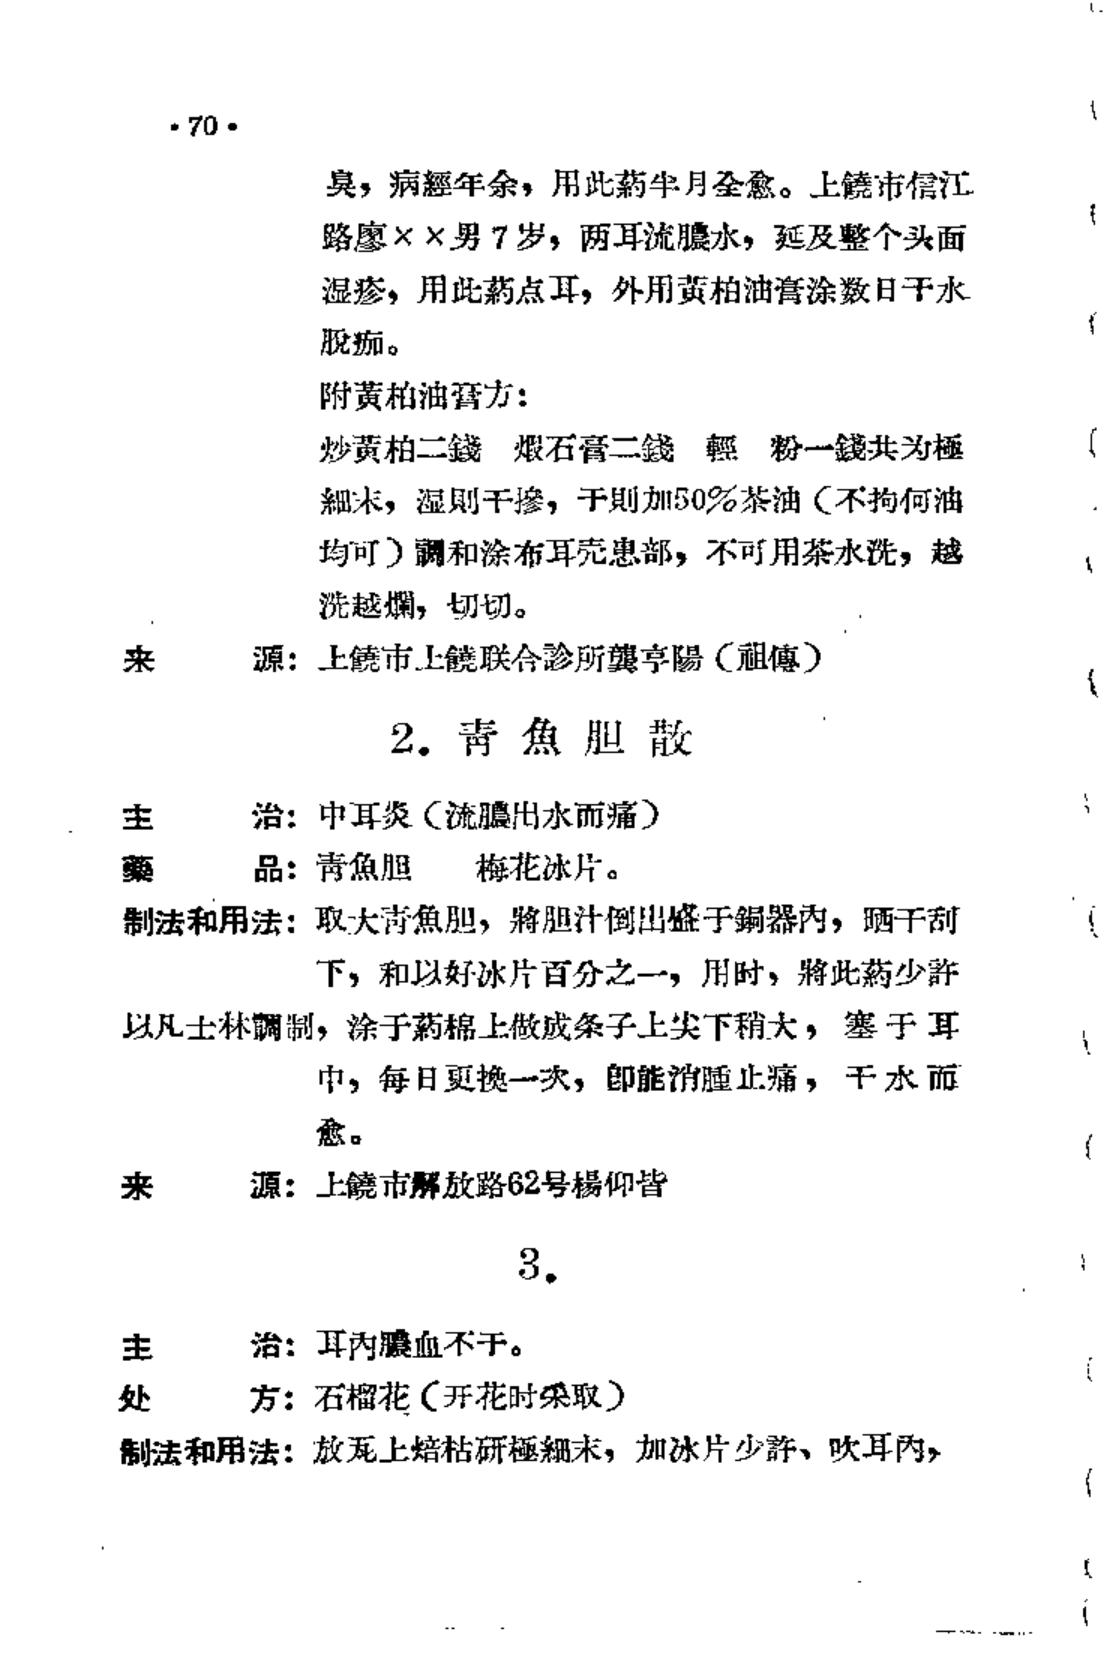 ·70·
臭，病經年余，用此葯半月全愈。上饒市信江
路廖××男7岁，两耳流膿水，延及整个头面
湿疹，用此葯点耳，外用黃柏油膏涂数日干水
脫痂。
附黃柏油膏方：
炒黃柏二錢　煆石膏二錢　輕　粉一錢共为極
細末，湿則干摻，干則加50%茶油（不拘何油
均可）調和涂布耳壳患部，不可用茶水洗，越
洗越爛，切切。
来　　源：上饒市上饒联合診所龔亭陽（祖傳）
2．青魚胆散
主　　治：中耳炎（流膿出水而痛）
藥　　品：青魚胆　　梅花冰片。
制法和用法：取大青魚胆，將胆汁倒出盛于銅器內，晒干刮
下，和以好冰片百分之一，用时，將此葯少許
以凡士林調制，涂于葯棉上做成条子上尖下稍大，塞于耳
中，每日更換一次，卽能消腫止痛，干水而
愈。
来　　源：上饒市解放路62号楊仰皆
3．
主　　治：耳內膿血不干。
处　　方：石榴花（开花时采取）
制法和用法：放瓦上焙枯研極細末，加冰片少許、吹耳內，